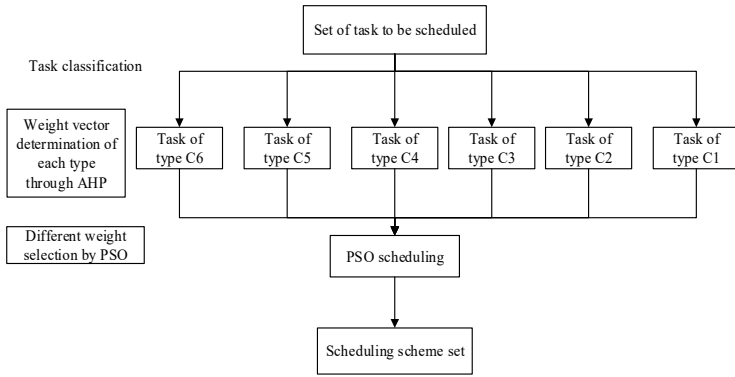 Set of task to be scheduled
Task classification
Weight vector
determination of
each type
through AHP
Task of
type C6
Task of
type C5
Task of
type C4
Task of
type C3
Task of
type C2
Task of
type C1
Different weight
selection by PSO
PSO scheduling
Scheduling scheme set